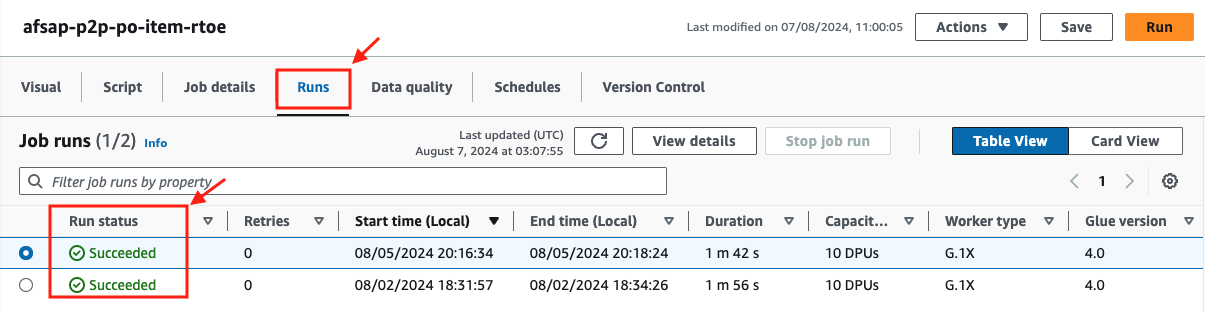 afsap-p2p-po-item-rtoe
Last modified on 07/08/2024, 11:00:05 Actions Save Run
Visual Script Job details Runs Data quality Schedules Version Control
Job runs (1/2) Info
Last updated (UTC)
August 7, 2024 at 03:07:55
View details Stop job run Table View Card View
Filter job runs by property
1
Run status Retries Start time (Local) End time (Local) Duration Capacit... Worker type Glue version
Succeeded 0 08/05/2024 20:16:34 08/05/2024 20:18:24 1 m 42 s 10 DPUs G.1X 4.0
Succeeded 0 08/02/2024 18:31:57 08/02/2024 18:34:26 1 m 56 s 10 DPUs G.1X 4.0